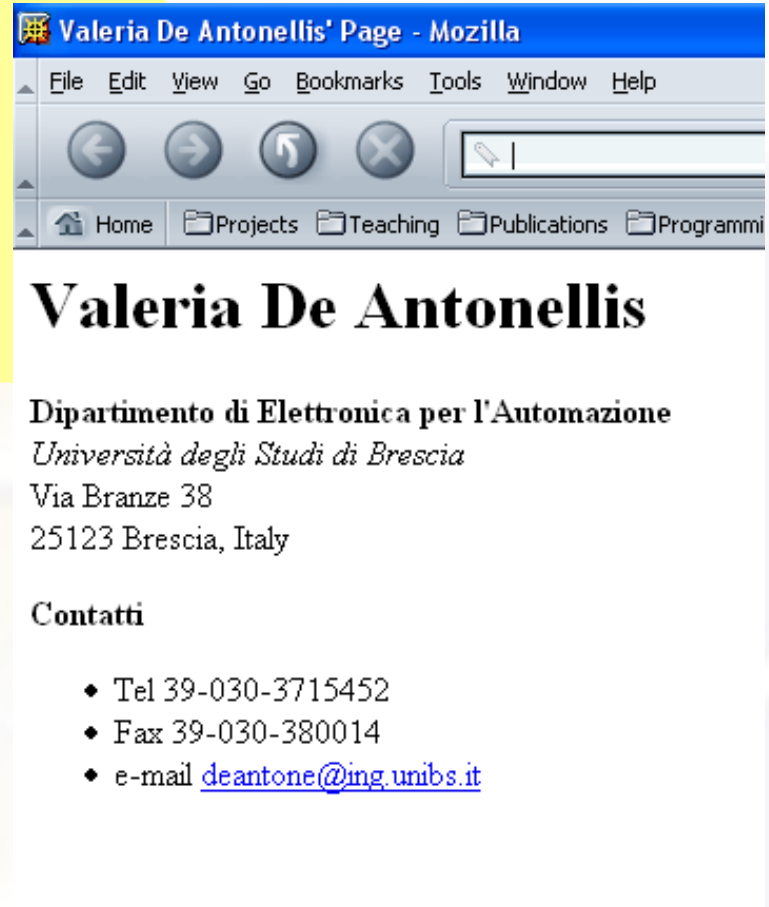 Valeria De Antonellis' Page - Mozilla
File Edit View Go Bookmarks Tools Window Help
Home Projects Teaching Publications Programmi
Valeria De Antonellis
Dipartimento di Elettronica per l'Automazione
Università degli Studi di Brescia
Via Branze 38
25123 Brescia, Italy
Contatti
• Tel 39-030-3715452
• Fax 39-030-380014
• e-mail deantone@ing.unibs.it